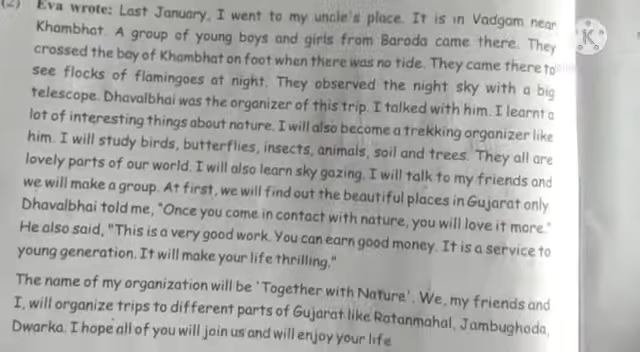 (2) Eva wrote: Last January, I went to my uncle's place. It is in Vadgam near
Khambhat. A group of young boys and girls from Baroda came there. They
crossed the bay of Khambhat on foot when there was no tide. They came there to
see flocks of flamingoes at night. They observed the night sky with a big
telescope. Dhavalbhai was the organizer of this trip. I talked with him. I learnt a
lot of interesting things about nature. I will also become a trekking organizer like
him. I will study birds, butterflies, insects, animals, soil and trees. They all are
lovely parts of our world. I will also learn sky gazing. I will talk to my friends and
we will make a group. At first, we will find out the beautiful places in Gujarat only
Dhavalbhai told me, "Once you come in contact with nature, you will love it more."
He also said, "This is a very good work. You can earn good money. It is a service to
young generation. It will make your life thrilling."
The name of my organization will be 'Together with Nature'. We, my friends and
I, will organize trips to different parts of Gujarat like Ratanmahal, Jambughoda,
Dwarka. I hope all of you will join us and will enjoy your life
K